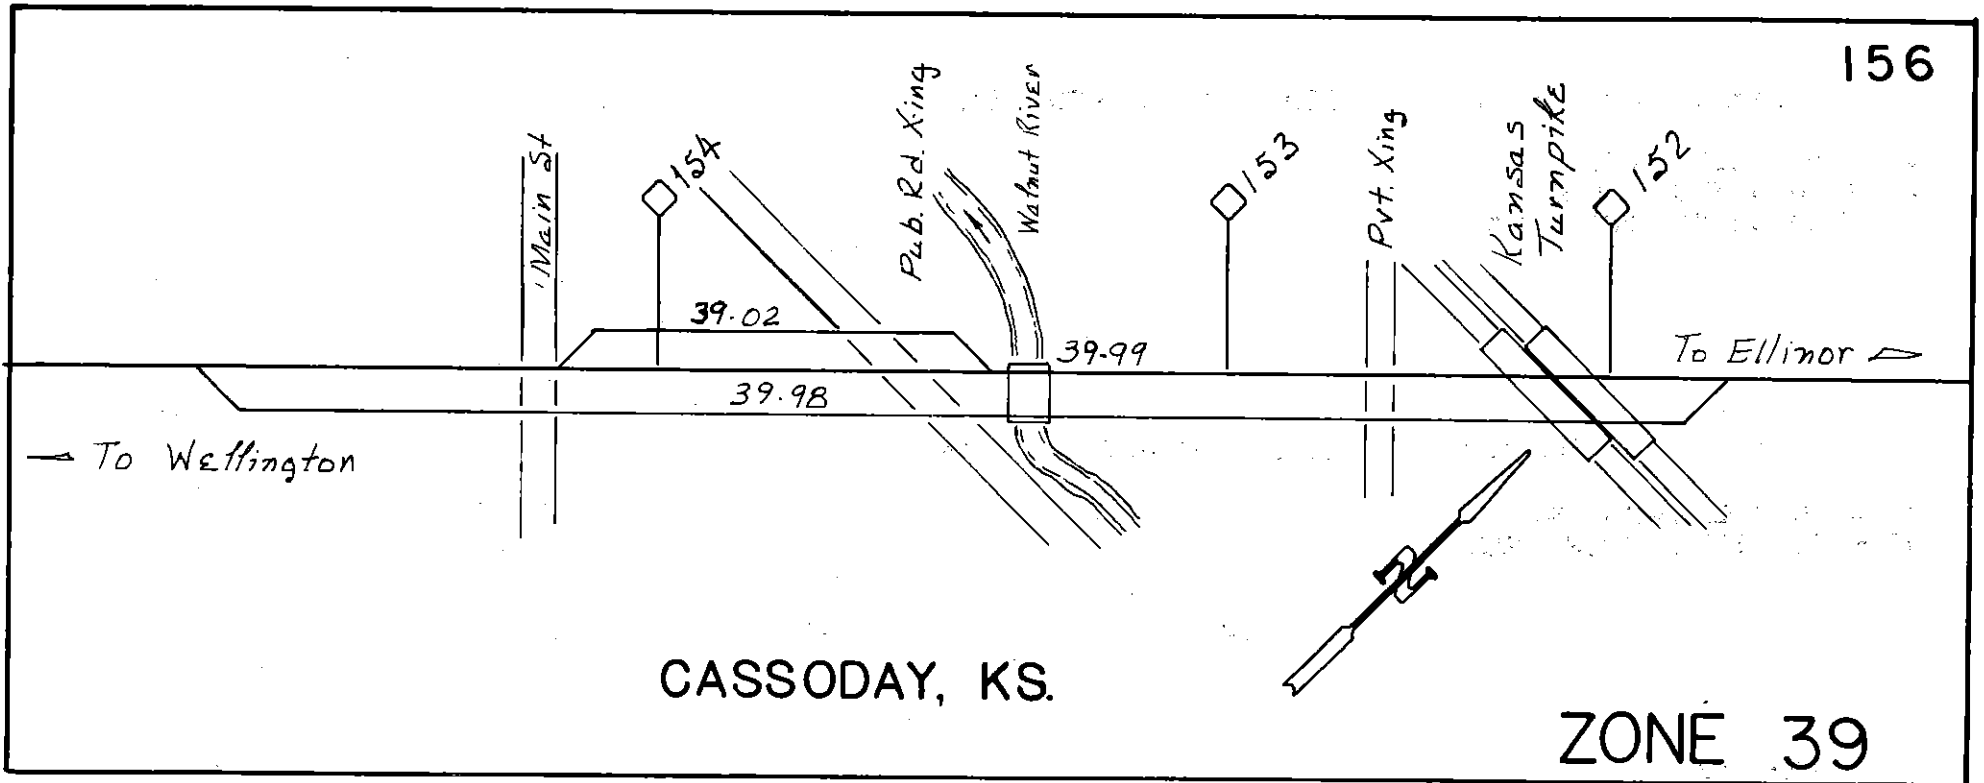 156
Main St
154
Pub. Rd. Xing
Walnut River
153
Pvt. Xing
Kansas
Turnpike
152
39-02
39-99
To Ellinor
39-98
To Wellington
N
CASSODAY, KS.
ZONE 39